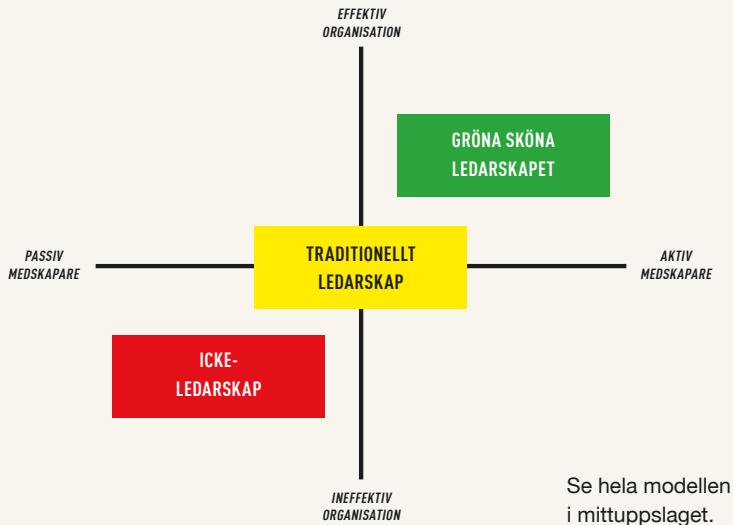 EFFEKTIV
ORGANISATION
GRÖNA SKÖNA
LEDARSKAPET
PASSIV
MEDSKAPARE
TRADITIONELLT
LEDARSKAP
AKTIV
MEDSKAPARE
ICKE-
LEDARSKAP
INEFFEKTIV
ORGANISATION
Se hela modellen
i mittuppslaget.